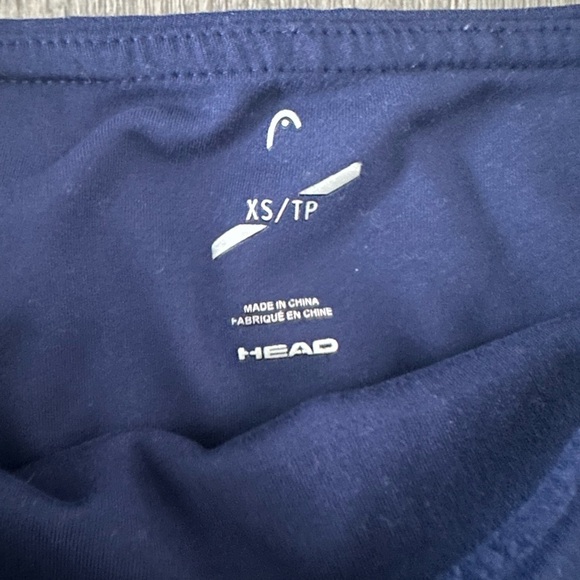 XS/TP
MADE IN CHINA
FABRIQUÉ EN CHINE
HEAD